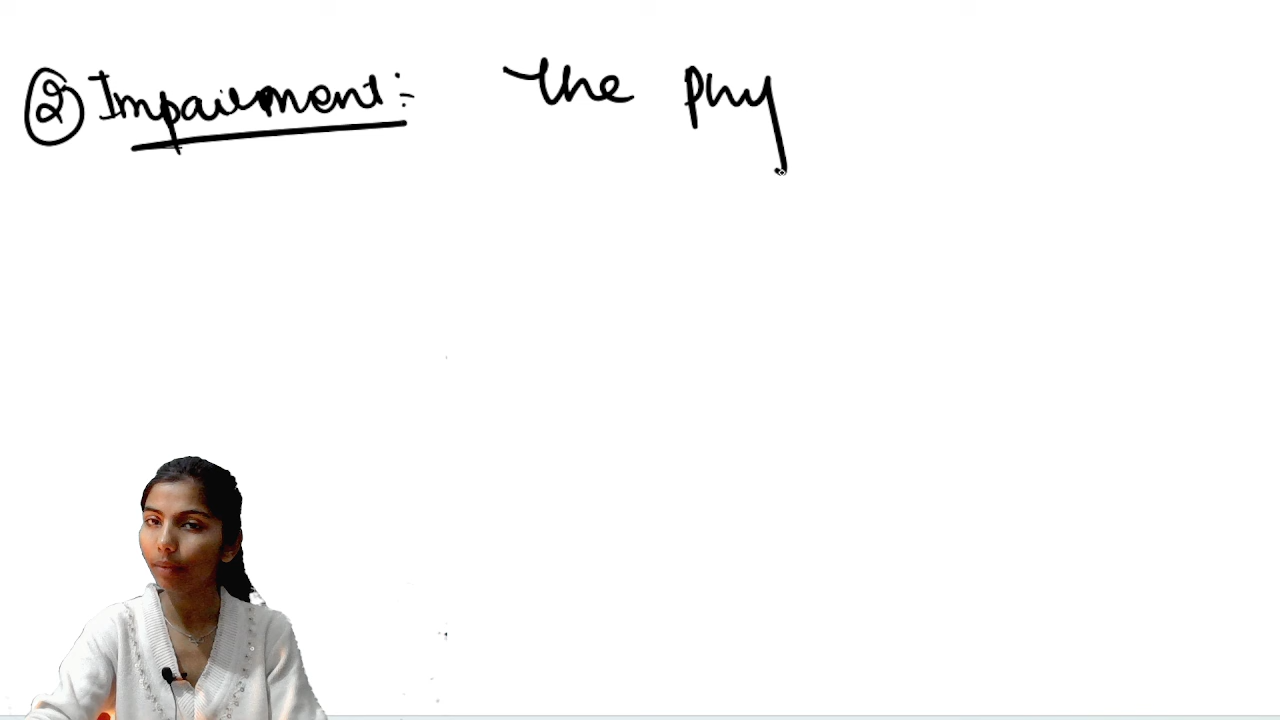 ② Impairment:- The Phy